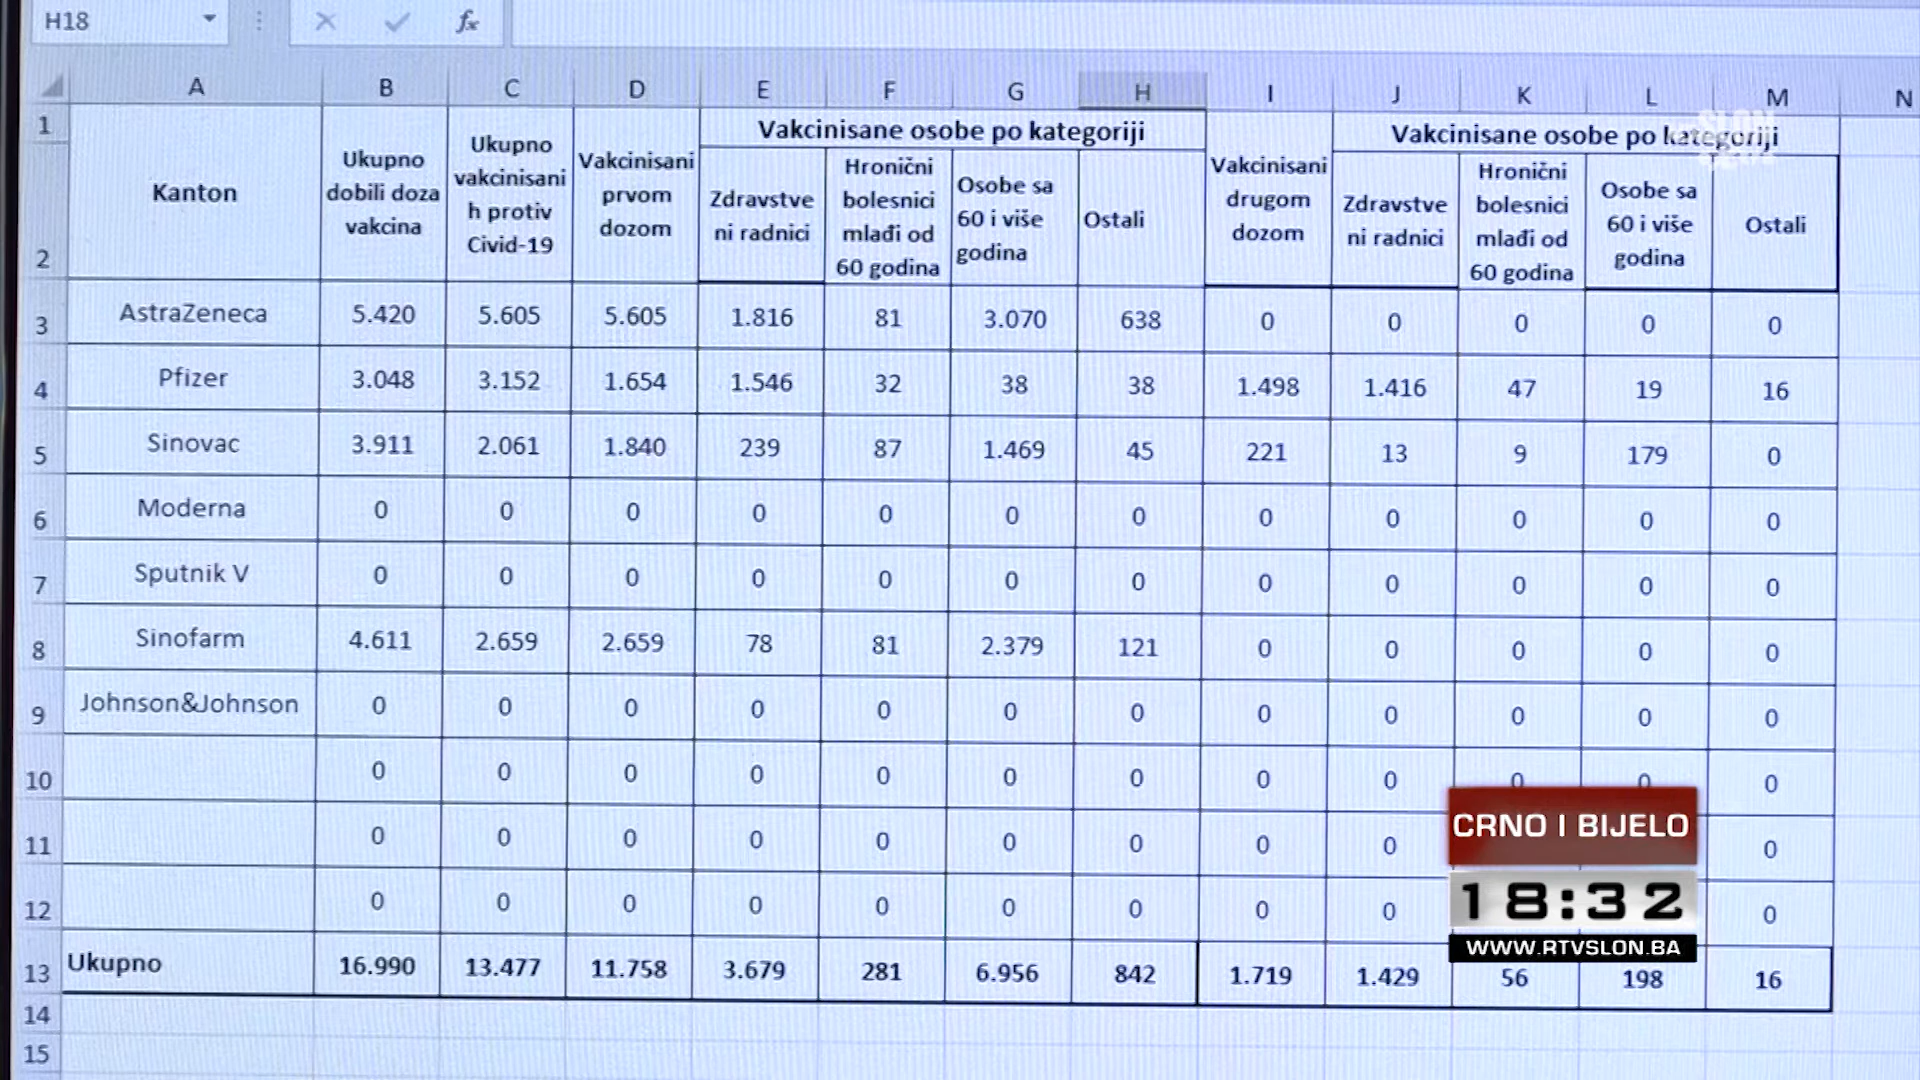 H18
fx
A B C D E F G H I J K L M N
1
Vakcinisane osobe po kategoriji
Vakcinisane osobe po kategoriji
2
Kanton
Ukupno
dobili doza
vakcina
Ukupno
vakcinisani
h protiv
Civid-19
Vakcinisani
prvom
dozom
Zdravstve
ni radnici
Hronični
bolesnici
mlađi od
60 godina
Osobe sa
60 i više
godina
Ostali
Vakcinisani
drugom
dozom
Zdravstve
ni radnici
Hronični
bolesnici
mlađi od
60 godina
Osobe sa
60 i više
godina
Ostali
3 AstraZeneca 5.420 5.605 5.605 1.816 81 3.070 638 0 0 0 0 0
4 Pfizer 3.048 3.152 1.654 1.546 32 38 38 1.498 1.416 47 19 16
5 Sinovac 3.911 2.061 1.840 239 87 1.469 45 221 13 9 179 0
6 Moderna 0 0 0 0 0 0 0 0 0 0 0 0
7 Sputnik V 0 0 0 0 0 0 0 0 0 0 0 0
8 Sinofarm 4.611 2.659 2.659 78 81 2.379 121 0 0 0 0 0
9 Johnson&Johnson 0 0 0 0 0 0 0 0 0 0 0 0
10 0 0 0 0 0 0 0 0 0 0 0 0
11 0 0 0 0 0 0 0 0 0 0
12 0 0 0 0 0 0 0 0 0 0
13 Ukupno 16.990 13.477 11.758 3.679 281 6.956 842 1.719 1.429 56 198 16
14
15
SLON
CRNO I BIJELO
18:32
WWW.RTVSLON.BA